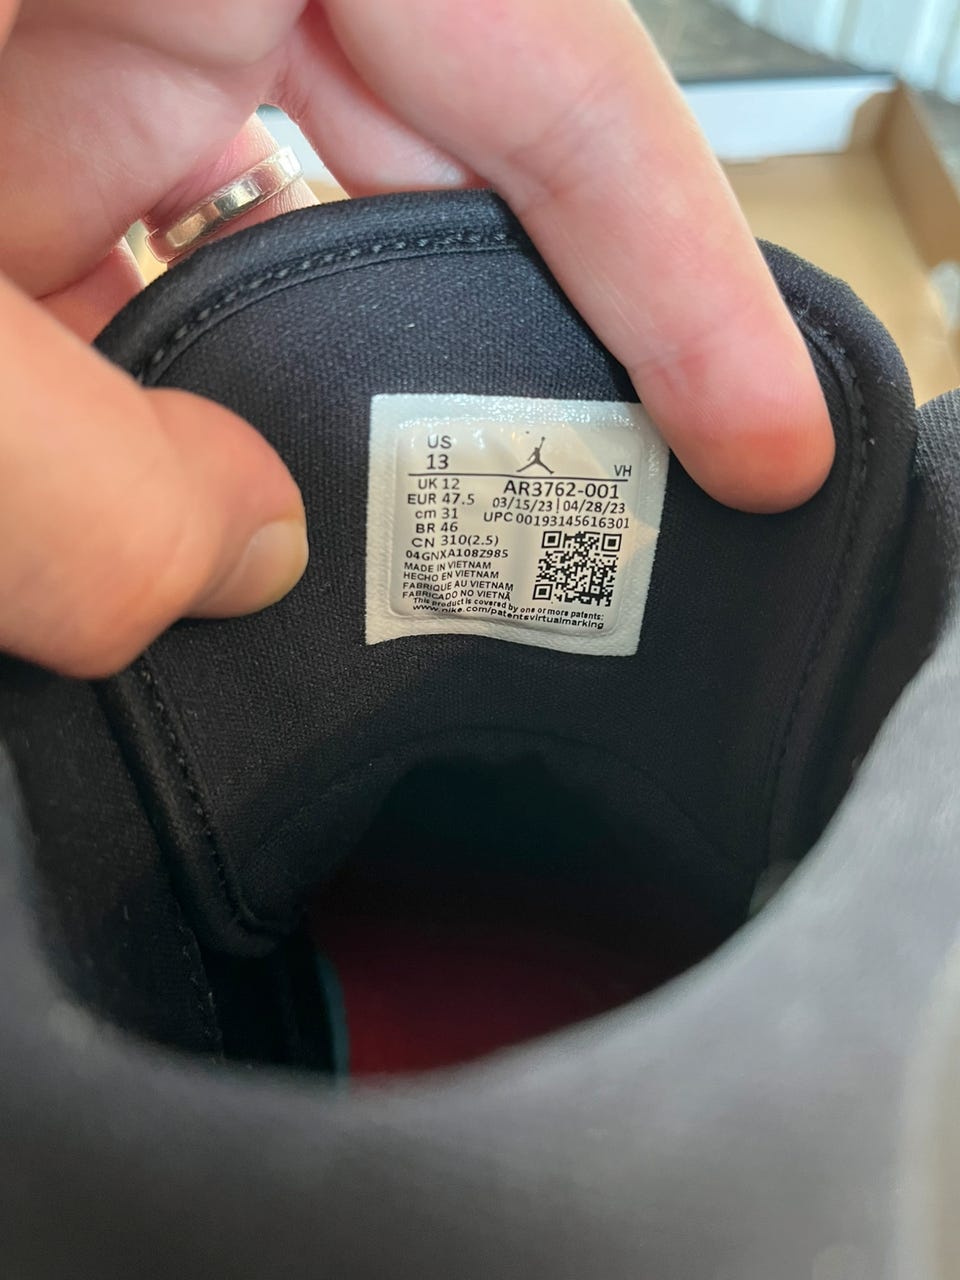 US
13
VH
UK 12
EUR 47.5
cm 31
BR 46
CN 310(2.5)
04GNXA108Z985
AR3762-001
03/15/23 | 04/28/23
UPC 00193145616301
MADE IN VIETNAM
HECHO EN VIETNAM
FABRIQUE AU VIETNAM
FABRICADO NO VIETNÃ
This product is covered by one or more patents:
www.nike.com/patentsvirtualmarking